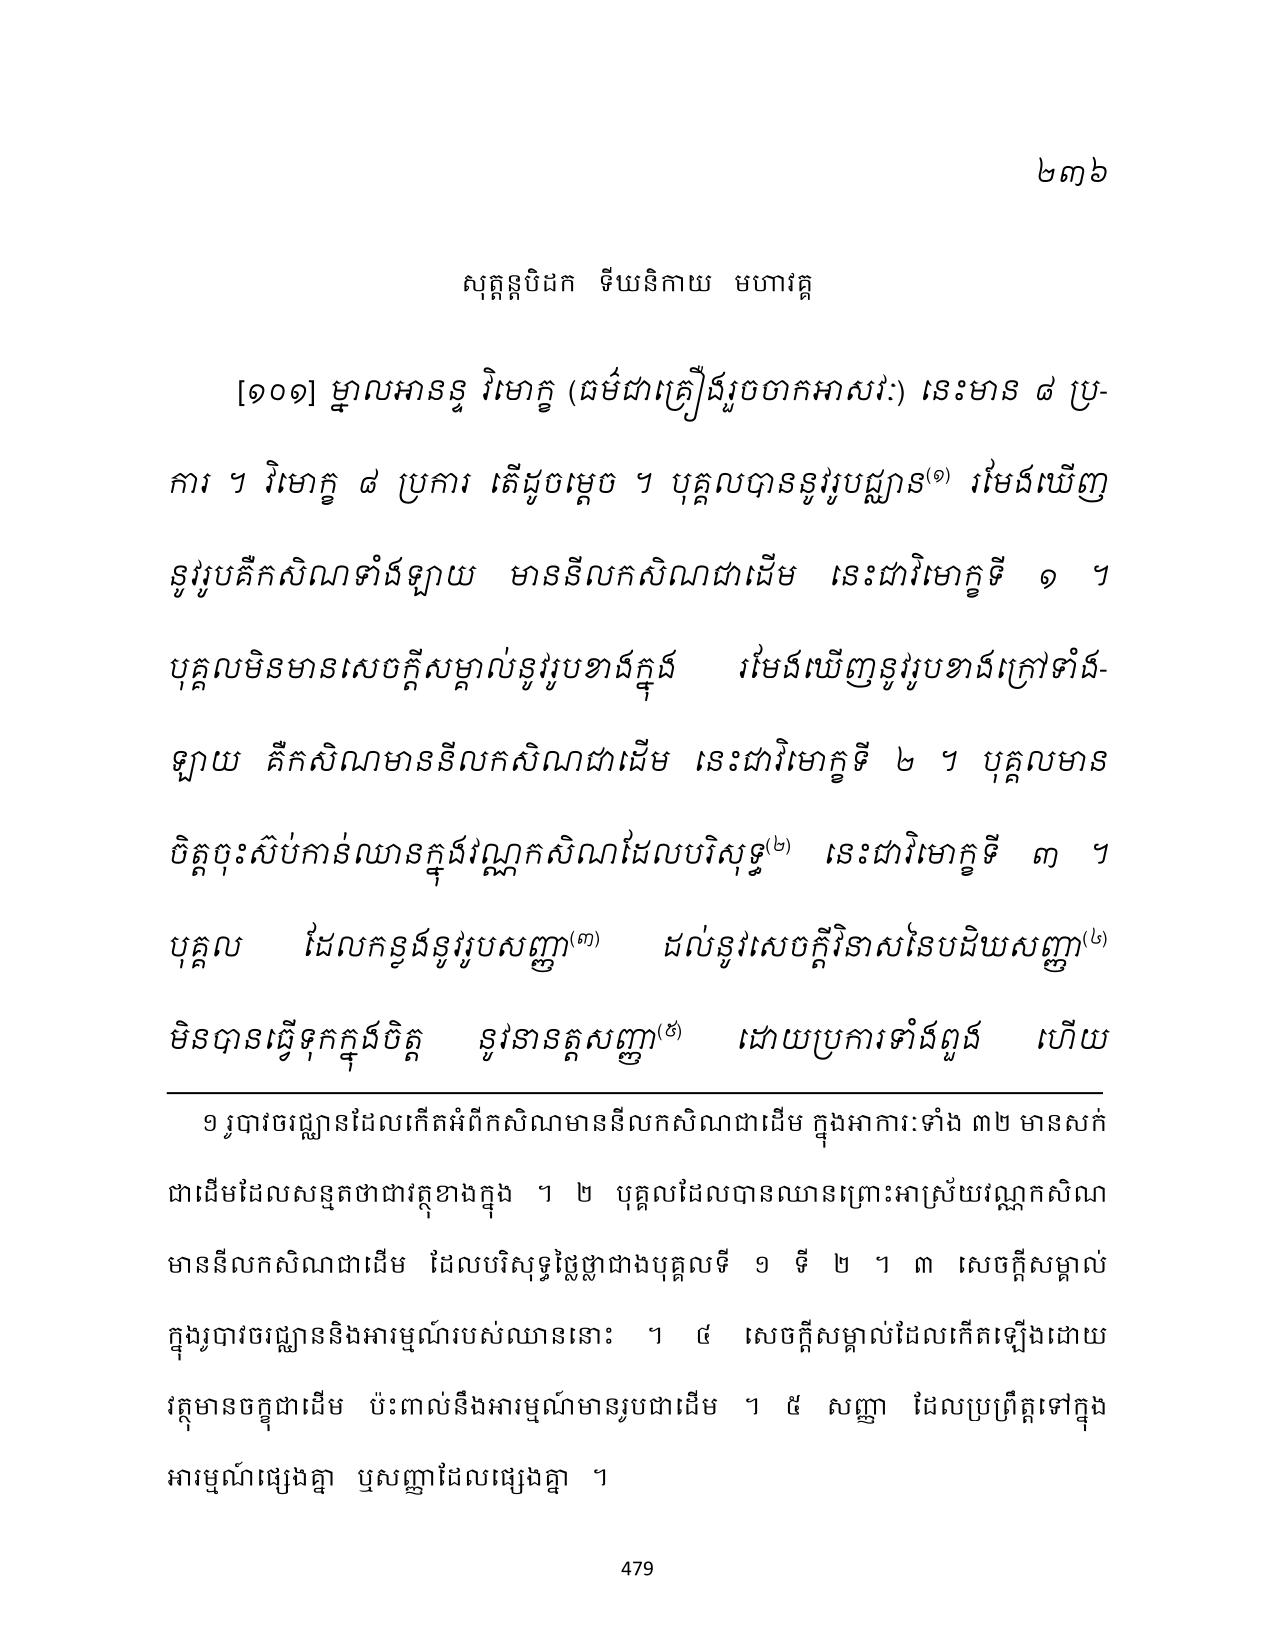 ២៣៦
សុត្តន្តបិដក ទីឃនិកាយ មហាវគ្គ
[១០១] ម្នាលអានន្ទ វិមោក្ខ (ធម៌ជាគ្រឿងរួចចាកអាសវៈ) នេះមាន ៨ ប្រ-
ការ ។ វិមោក្ខ ៨ ប្រការ តើដូចម្តេច ។ បុគ្គលបាននូវរូបជ្ឈាន(១) រមែងឃើញ
នូវរូបគឺកសិណទាំងឡាយ មាននីលកសិណជាដើម នេះជាវិមោក្ខទី ១ ។
បុគ្គលមិនមានសេចក្តីសម្គាល់នូវរូបខាងក្នុង រមែងឃើញនូវរូបខាងក្រៅទាំង-
ឡាយ គឺកសិណមាននីលកសិណជាដើម នេះជាវិមោក្ខទី ២ ។ បុគ្គលមាន
ចិត្តចុះស៊ប់កាន់ឈានក្នុងវណ្ណកសិណដែលបរិសុទ្ធ(២) នេះជាវិមោក្ខទី ៣ ។
បុគ្គល ដែលកន្លងនូវរូបសញ្ញា(៣) ដល់នូវសេចក្តីវិនាសនៃបដិឃសញ្ញា(៤)
មិនបានធ្វើទុកក្នុងចិត្ត នូវនានត្តសញ្ញា(៥) ដោយប្រការទាំងពួង ហើយ
១ រូបាវចរជ្ឈានដែលកើតអំពីកសិណមាននីលកសិណជាដើម ក្នុងអាការៈទាំង ៣២ មានសក់
ជាដើមដែលសន្មតថាជាវត្ថុខាងក្នុង ។ ២ បុគ្គលដែលបានឈានព្រោះអាស្រ័យវណ្ណកសិណ
មាននីលកសិណជាដើម ដែលបរិសុទ្ធថ្លៃថ្លាជាងបុគ្គលទី ១ ទី ២ ។ ៣ សេចក្តីសម្គាល់
ក្នុងរូបាវចរជ្ឈាននិងអារម្មណ៍របស់ឈាននោះ ។ ៤ សេចក្តីសម្គាល់ដែលកើតឡើងដោយ
វត្ថុមានចក្ខុជាដើម ប៉ះពាល់នឹងអារម្មណ៍មានរូបជាដើម ។ ៥ សញ្ញា ដែលប្រព្រឹត្តទៅក្នុង
អារម្មណ៍ផ្សេងគ្នា ឬសញ្ញាដែលផ្សេងគ្នា ។
479